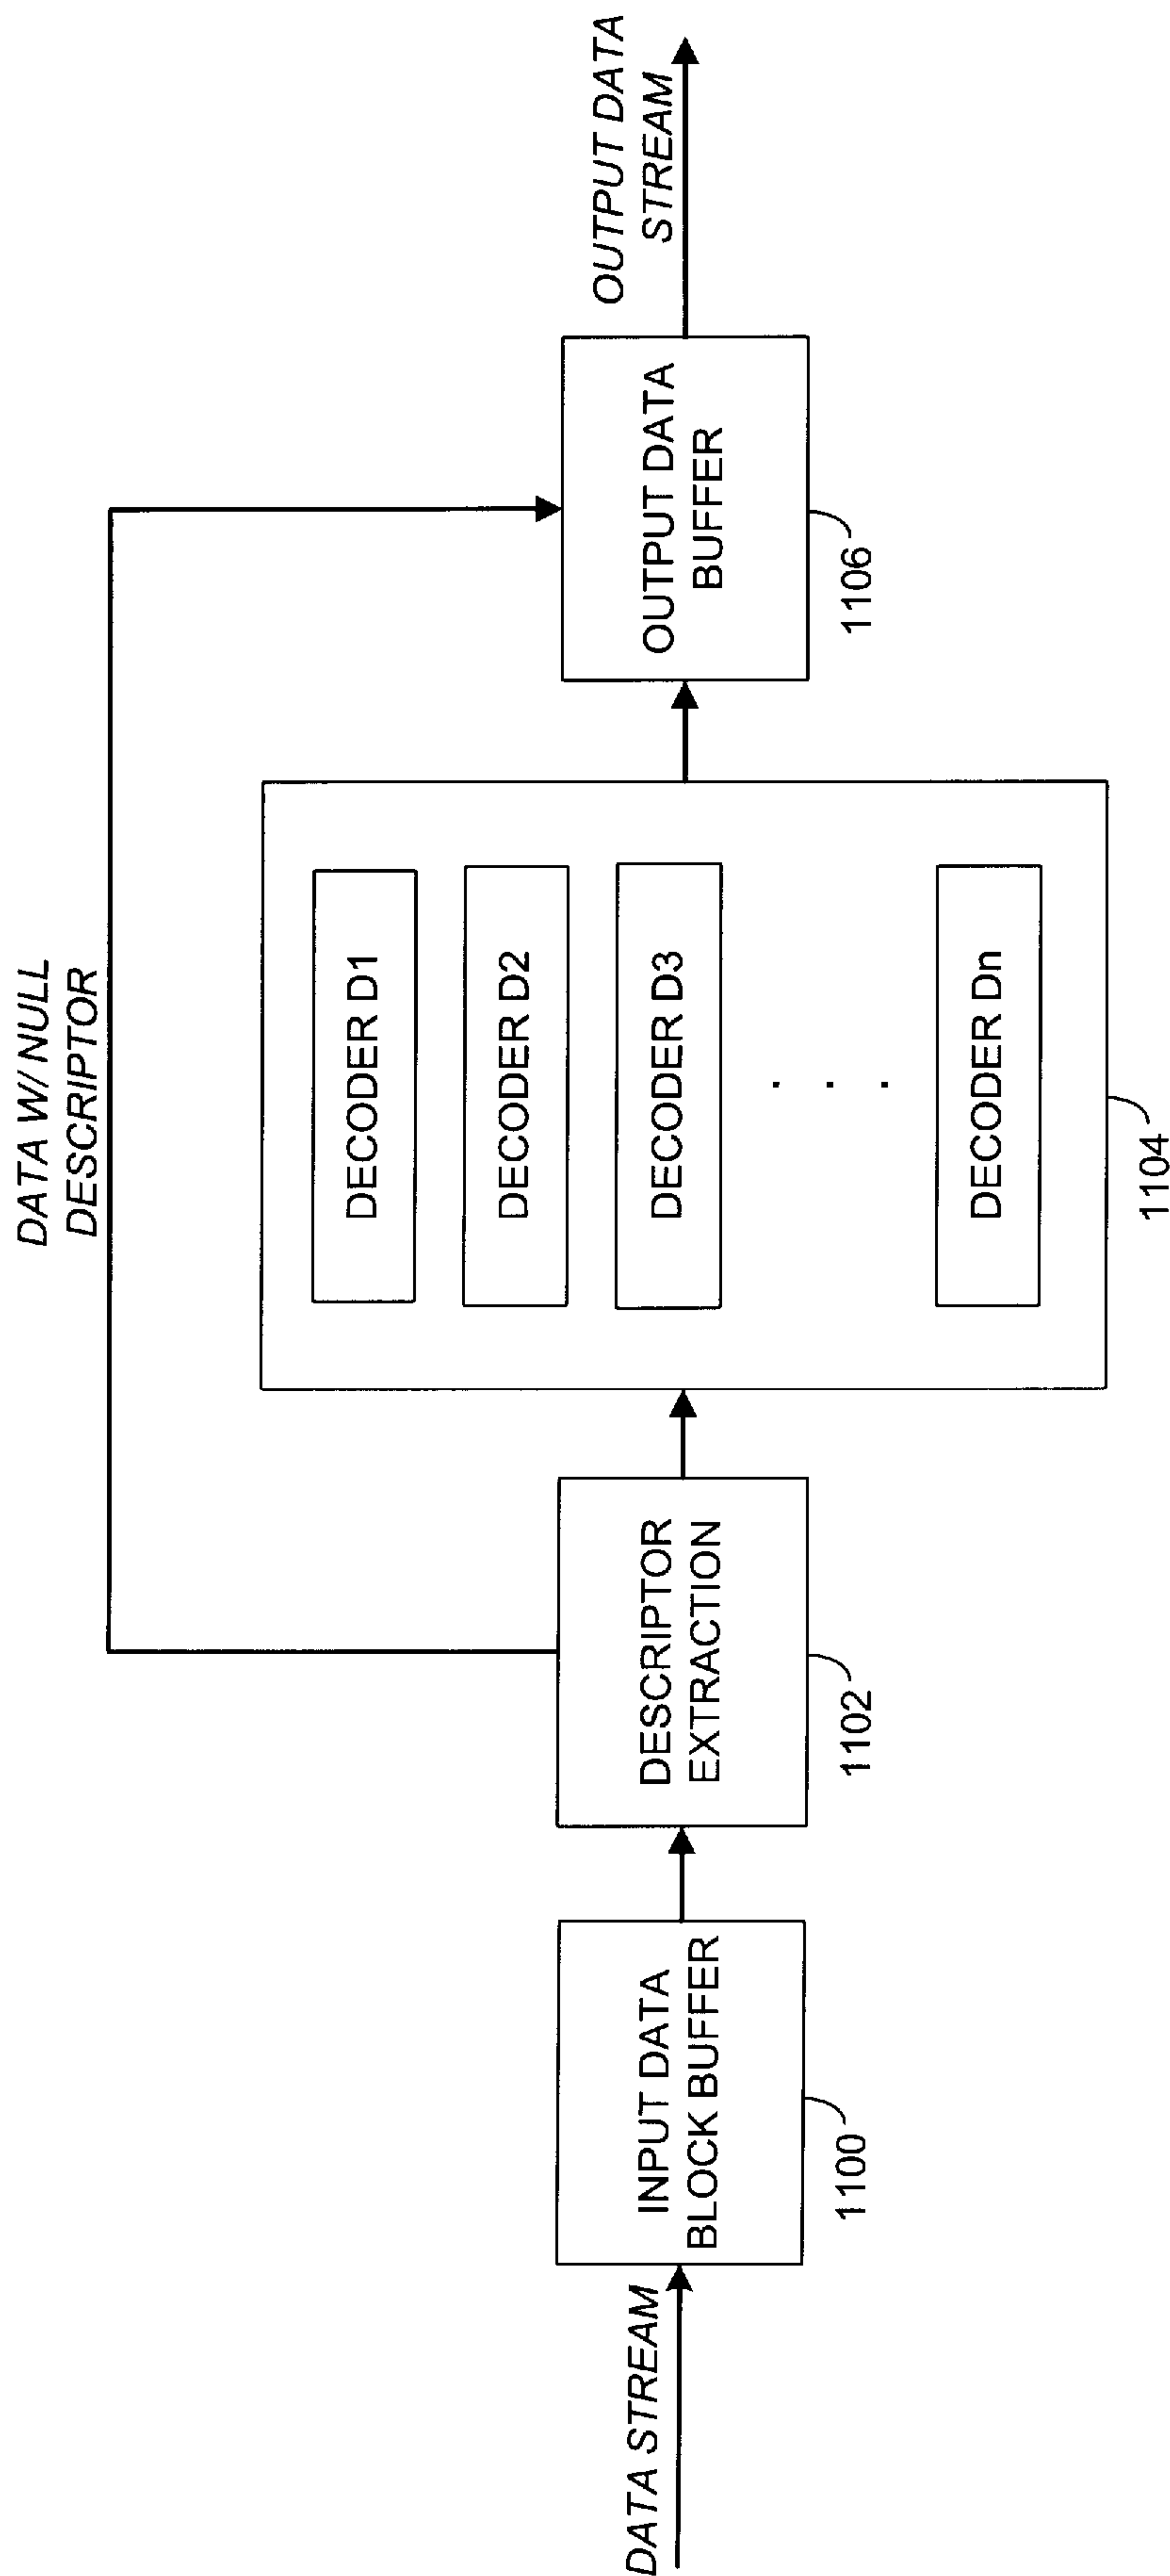 DATA W/ NULL
DESCRIPTOR
DATA STREAM
INPUT DATA
BLOCK BUFFER
1100
DESCRIPTOR
EXTRACTION
1102
DECODER D1
DECODER D2
DECODER D3
. . .
DECODER Dn
1104
OUTPUT DATA
BUFFER
1106
OUTPUT DATA
STREAM